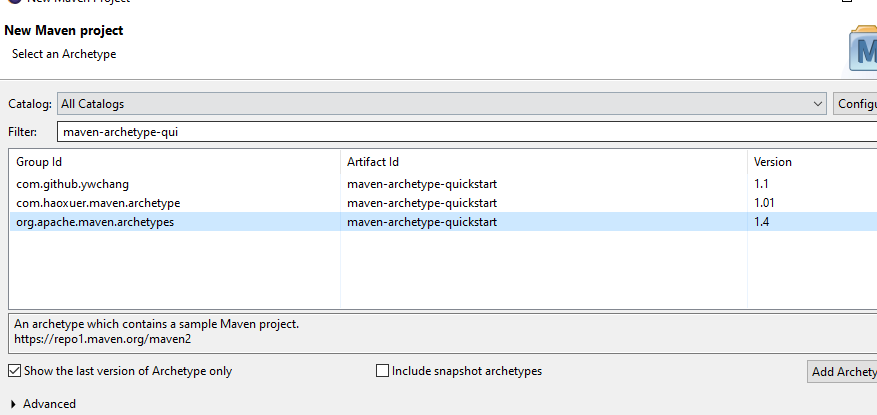 New Maven Project
New Maven project
Select an Archetype
M
Catalog: All Catalogs
Configu
Filter: maven-archetype-qui
Group Id Artifact Id Version
com.github.ywchang maven-archetype-quickstart 1.1
com.haoxuer.maven.archetype maven-archetype-quickstart 1.01
org.apache.maven.archetypes maven-archetype-quickstart 1.4
An archetype which contains a sample Maven project.
https://repo1.maven.org/maven2
Show the last version of Archetype only Include snapshot archetypes Add Archety
Advanced